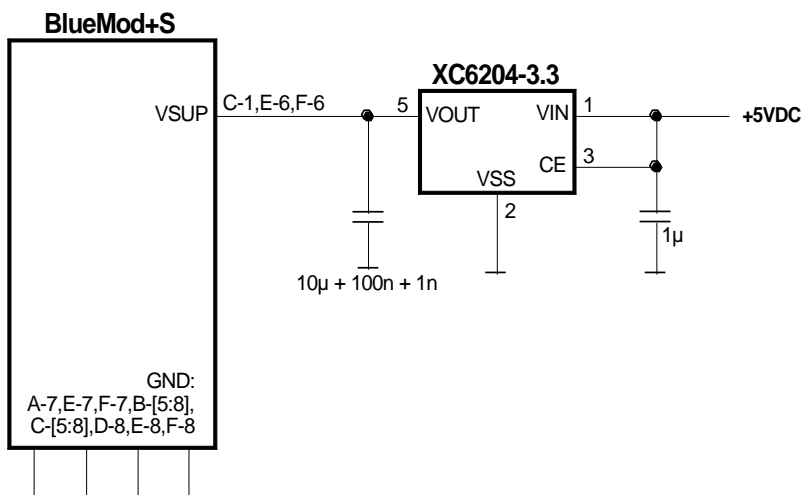 BlueMod+S
XC6204-3.3
VSUP
C-1,E-6,F-6
5
VOUT
VIN
1
+5VDC
CE
3
VSS
2
1µ
10µ + 100n + 1n
GND:
A-7,E-7,F-7,B-[5:8],
C-[5:8],D-8,E-8,F-8